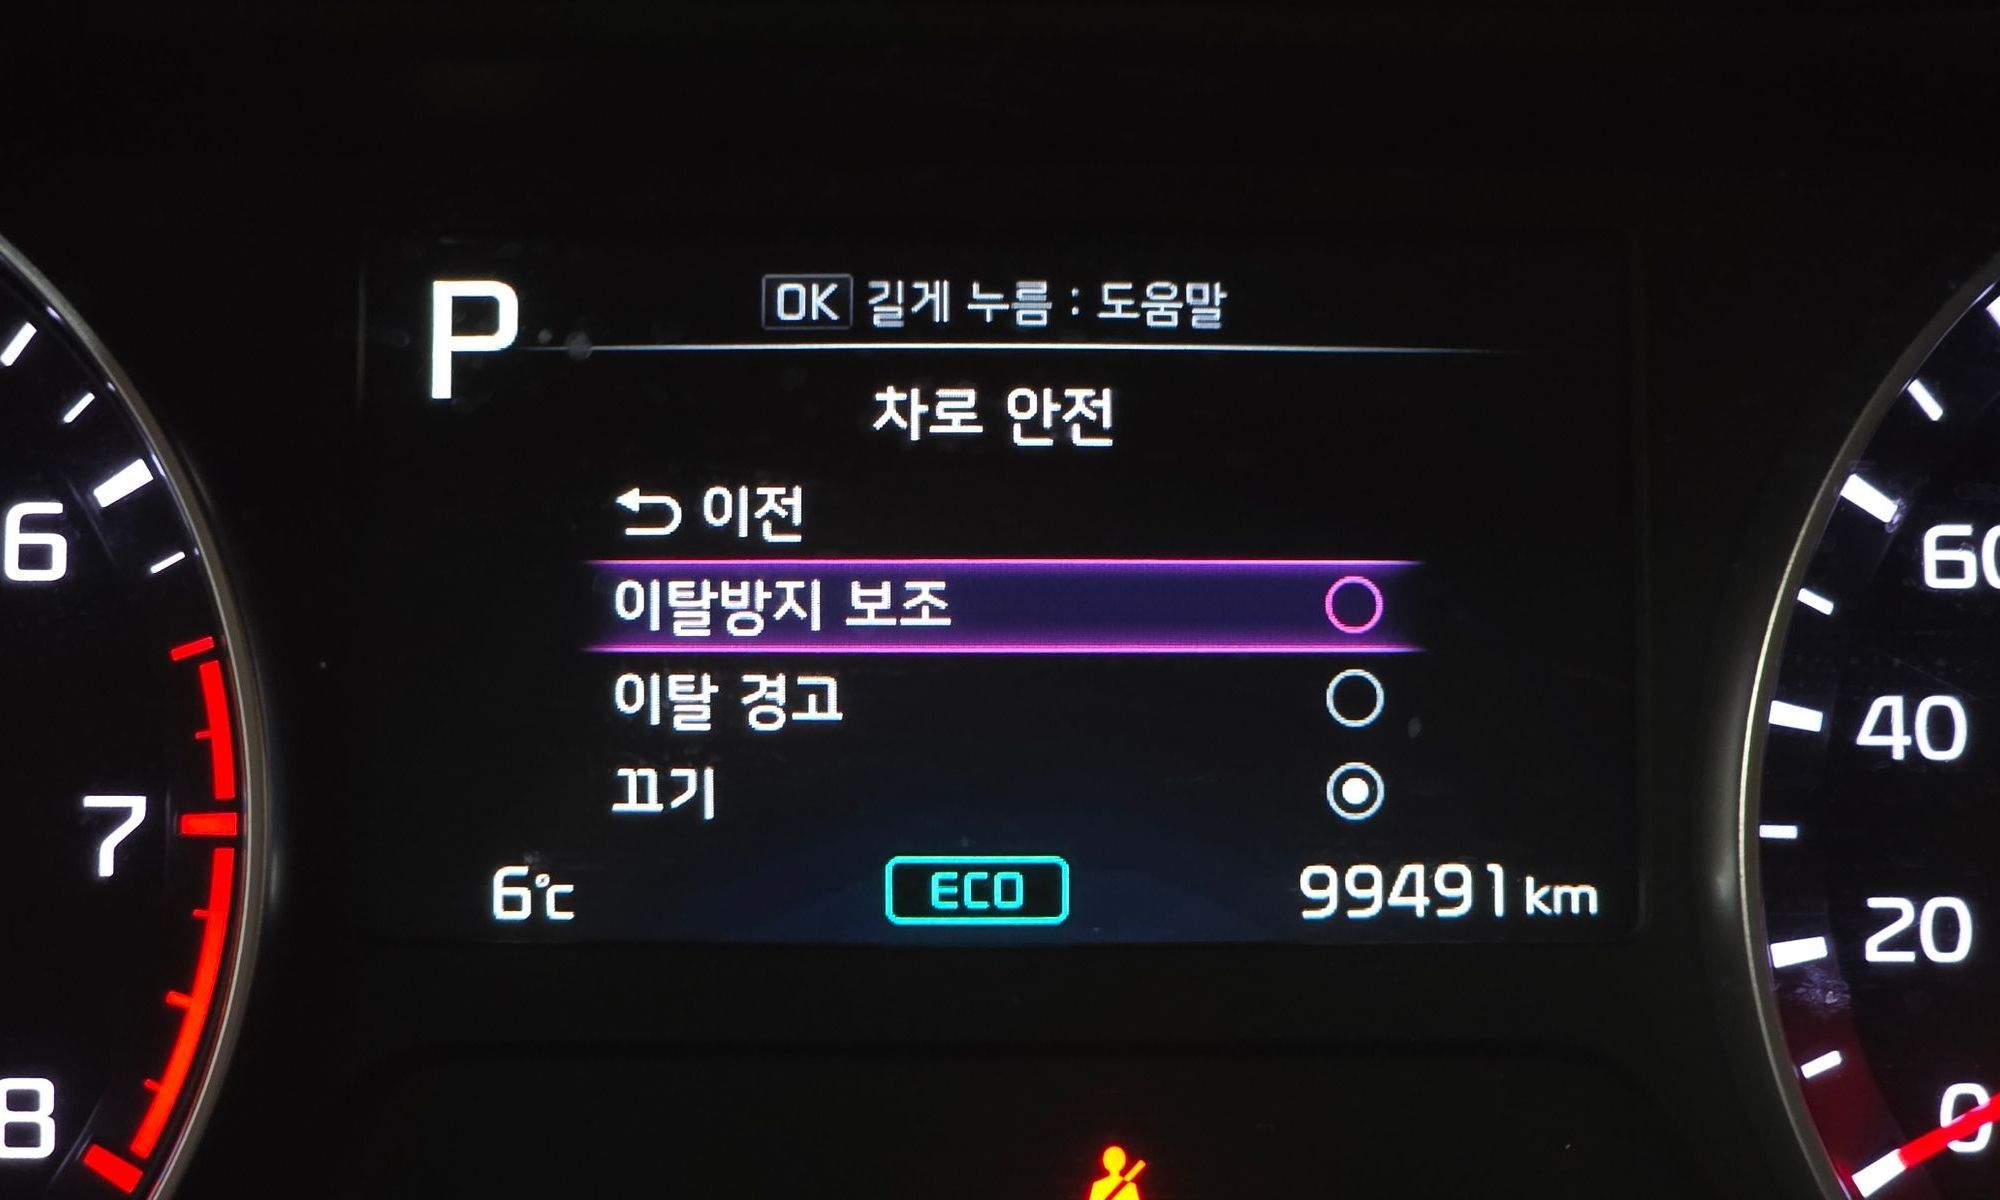 P
OK 길게 누름 : 도움말
차로 안전
이전
이탈방지 보조
이탈 경고
끄기
6℃
ECO
99491 km
6
7
8
60
40
20
0